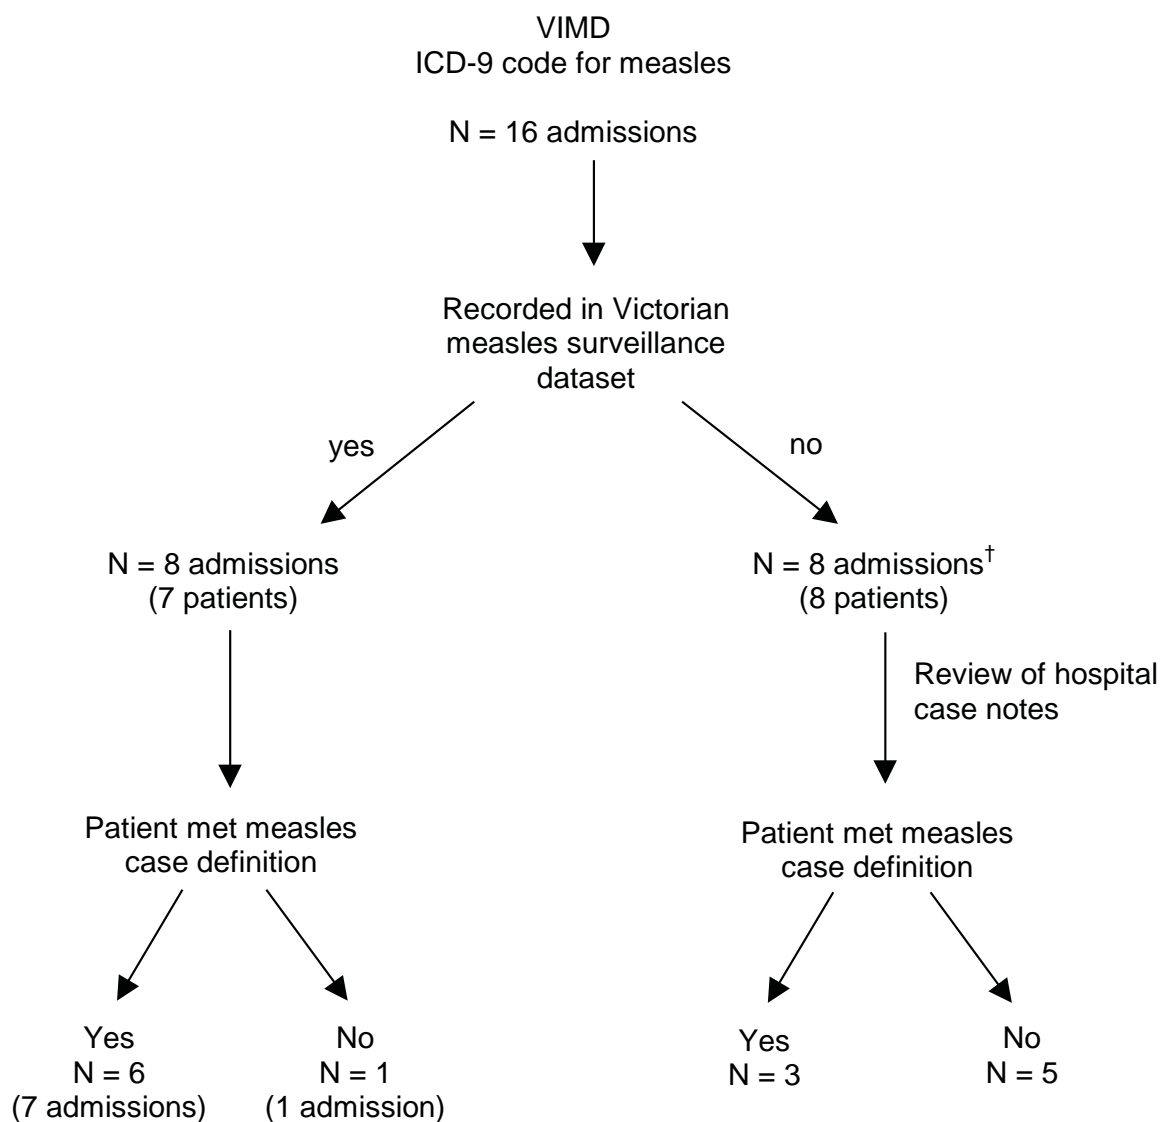 VIMD
ICD-9 code for measles
N = 16 admissions
Recorded in Victorian
measles surveillance
dataset
yes
no
N = 8 admissions
(7 patients)
N = 8 admissions†
(8 patients)
Review of hospital
case notes
Patient met measles
case definition
Patient met measles
case definition
Yes
N = 6
(7 admissions)
No
N = 1
(1 admission)
Yes
N = 3
No
N = 5